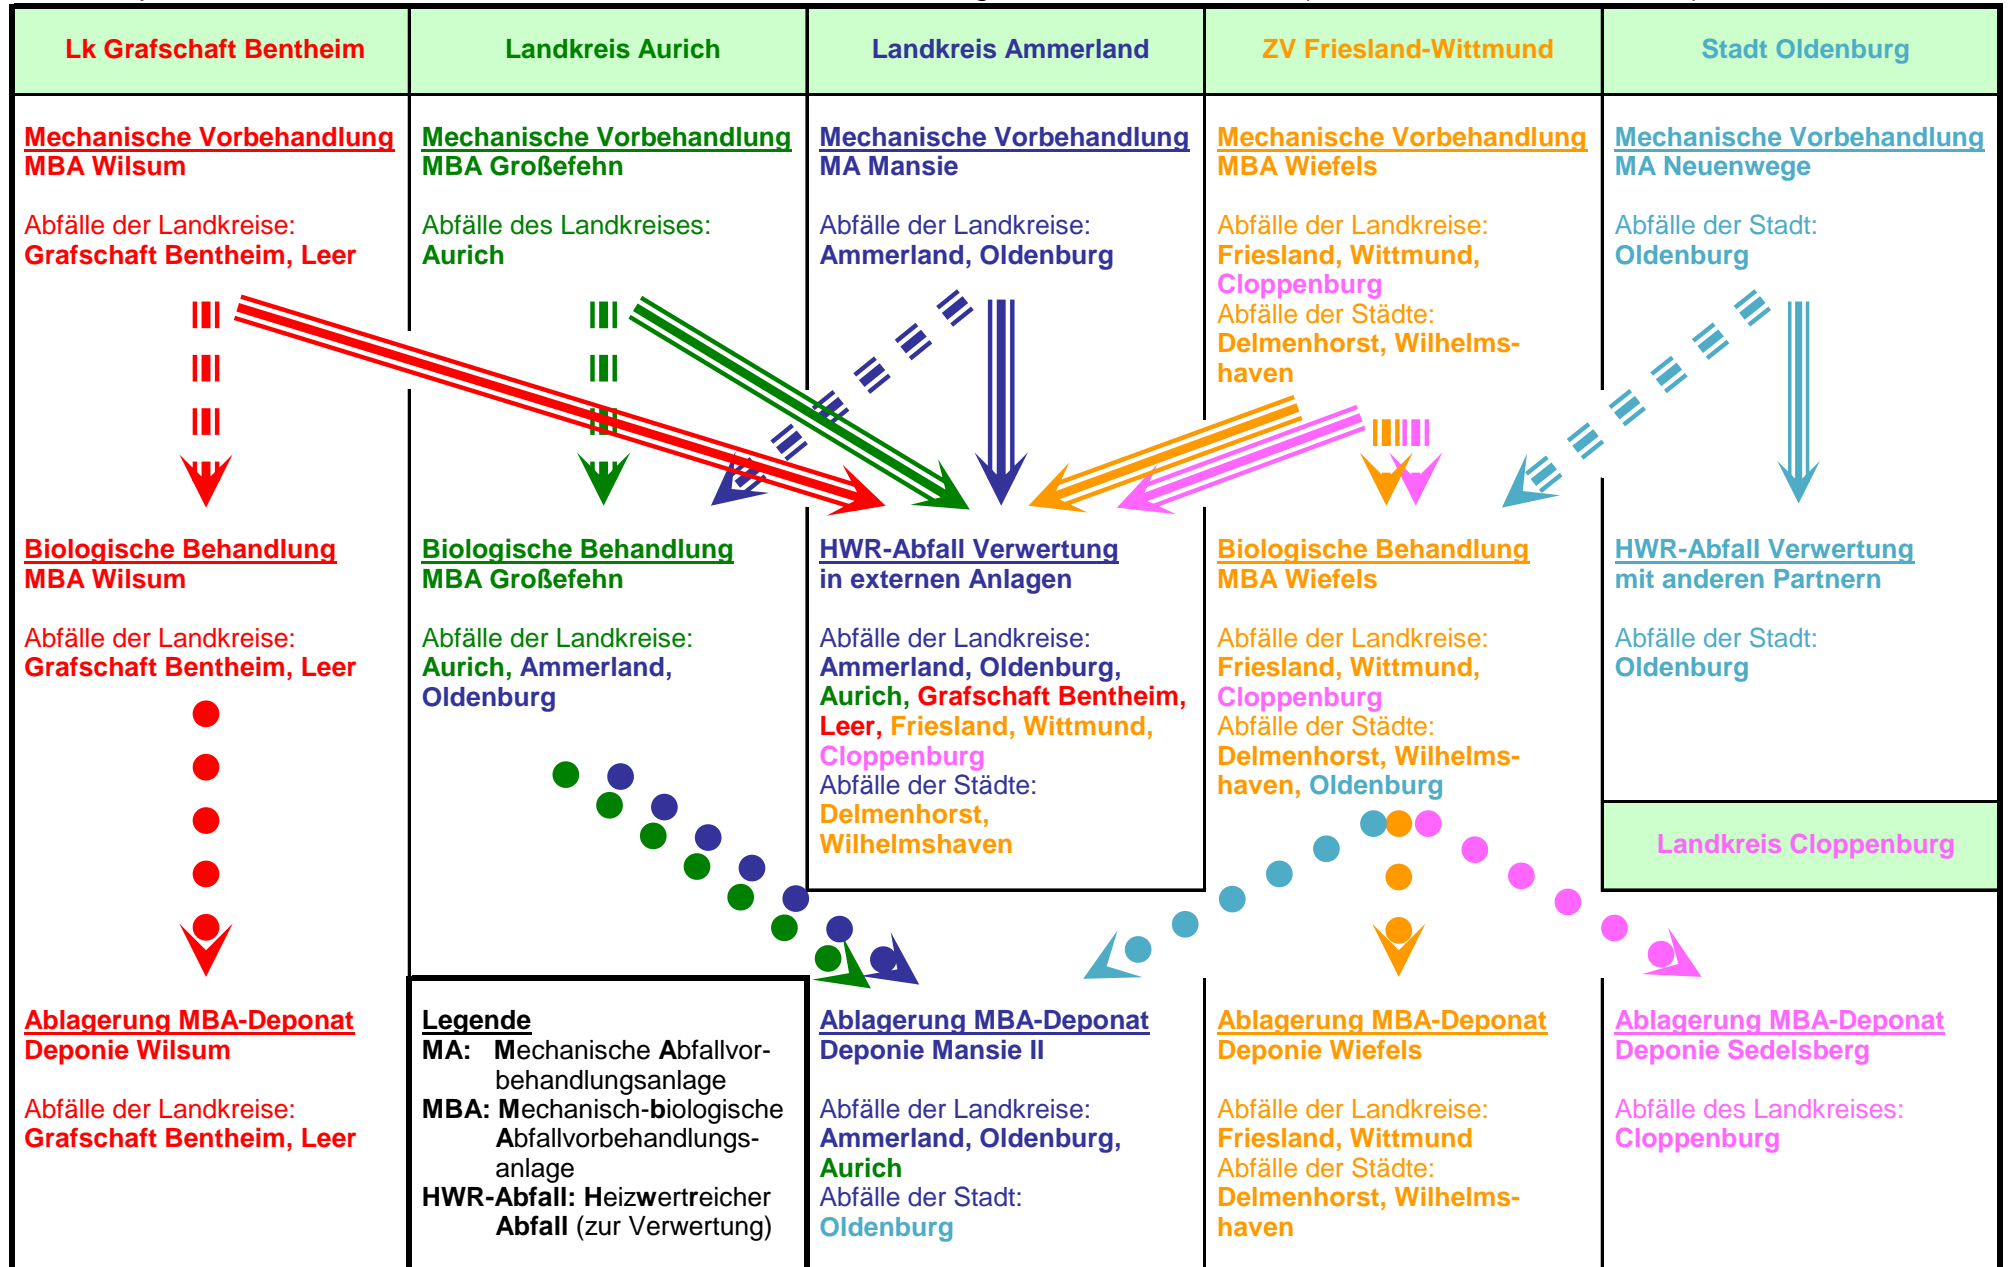 Lk Grafschaft Bentheim
Landkreis Aurich
Landkreis Ammerland
ZV Friesland-Wittmund
Stadt Oldenburg
Mechanische Vorbehandlung
MBA Wilsum
Abfälle der Landkreise:
Grafschaft Bentheim, Leer
Mechanische Vorbehandlung
MBA Großefehn
Abfälle des Landkreises:
Aurich
Mechanische Vorbehandlung
MA Mansie
Abfälle der Landkreise:
Ammerland, Oldenburg
Mechanische Vorbehandlung
MBA Wiefels
Abfälle der Landkreise:
Friesland, Wittmund,
Cloppenburg
Abfälle der Städte:
Delmenhorst, Wilhelms-
haven
Mechanische Vorbehandlung
MA Neuenwege
Abfälle der Stadt:
Oldenburg
Biologische Behandlung
MBA Wilsum
Abfälle der Landkreise:
Grafschaft Bentheim, Leer
Biologische Behandlung
MBA Großefehn
Abfälle der Landkreise:
Aurich, Ammerland,
Oldenburg
HWR-Abfall Verwertung
in externen Anlagen
Abfälle der Landkreise:
Ammerland, Oldenburg,
Aurich, Grafschaft Bentheim,
Leer, Friesland, Wittmund,
Cloppenburg
Abfälle der Städte:
Delmenhorst,
Wilhelmshaven
Biologische Behandlung
MBA Wiefels
Abfälle der Landkreise:
Friesland, Wittmund,
Cloppenburg
Abfälle der Städte:
Delmenhorst, Wilhelms-
haven, Oldenburg
HWR-Abfall Verwertung
mit anderen Partnern
Abfälle der Stadt:
Oldenburg
Landkreis Cloppenburg
Ablagerung MBA-Deponat
Deponie Wilsum
Abfälle der Landkreise:
Grafschaft Bentheim, Leer
Legende
MA: Mechanische Abfallvor-
behandlungsanlage
MBA: Mechanisch-biologische
Abfallvorbehandlungs-
anlage
HWR-Abfall: Heizwertreicher
Abfall (zur Verwertung)
Ablagerung MBA-Deponat
Deponie Mansie II
Abfälle der Landkreise:
Ammerland, Oldenburg,
Aurich
Abfälle der Stadt:
Oldenburg
Ablagerung MBA-Deponat
Deponie Wiefels
Abfälle der Landkreise:
Friesland, Wittmund
Abfälle der Städte:
Delmenhorst, Wilhelms-
haven
Ablagerung MBA-Deponat
Deponie Sedelsberg
Abfälle des Landkreises:
Cloppenburg